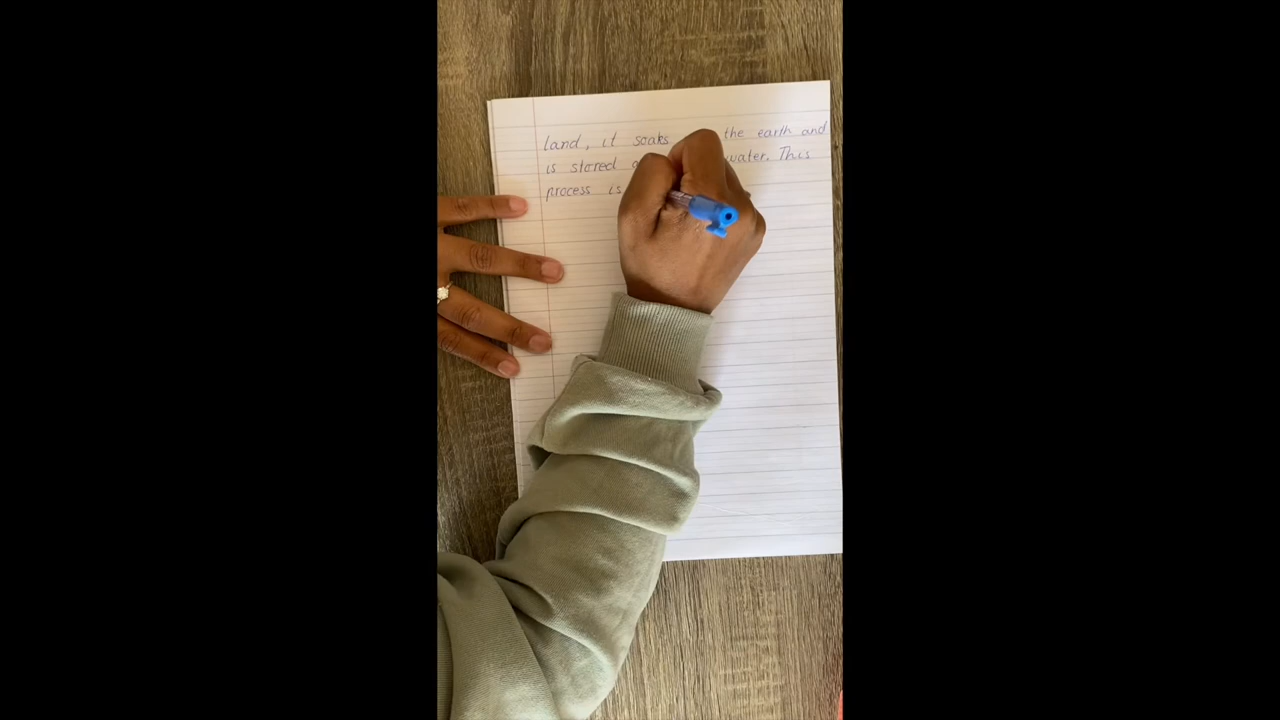 land, it soaks the earth and
is stored water. This
process is